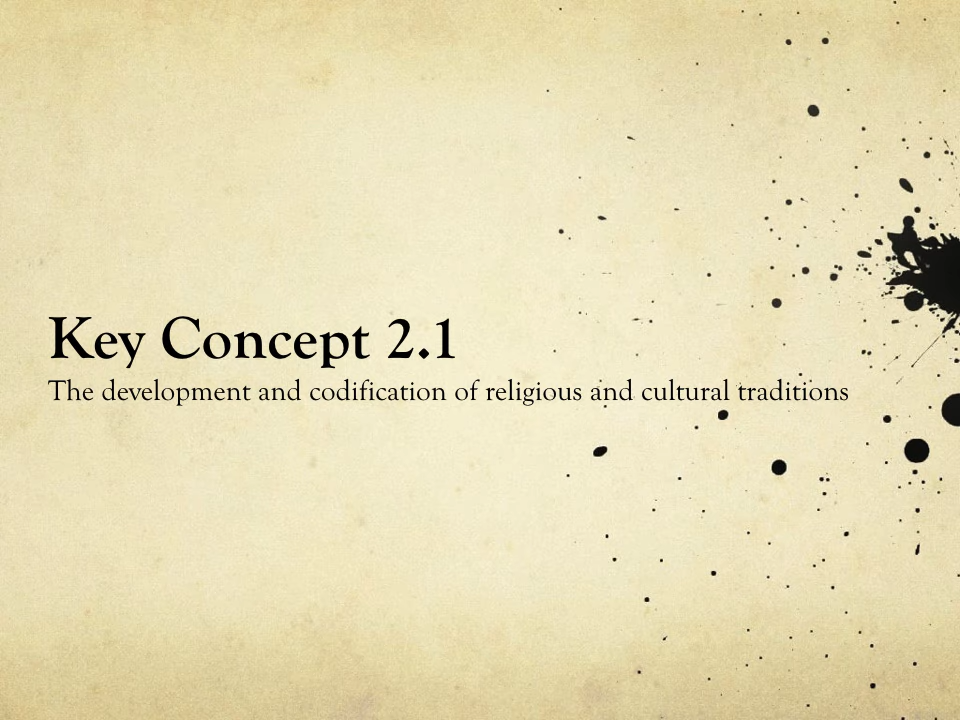 Key Concept 2.1
The development and codification of religious and cultural traditions